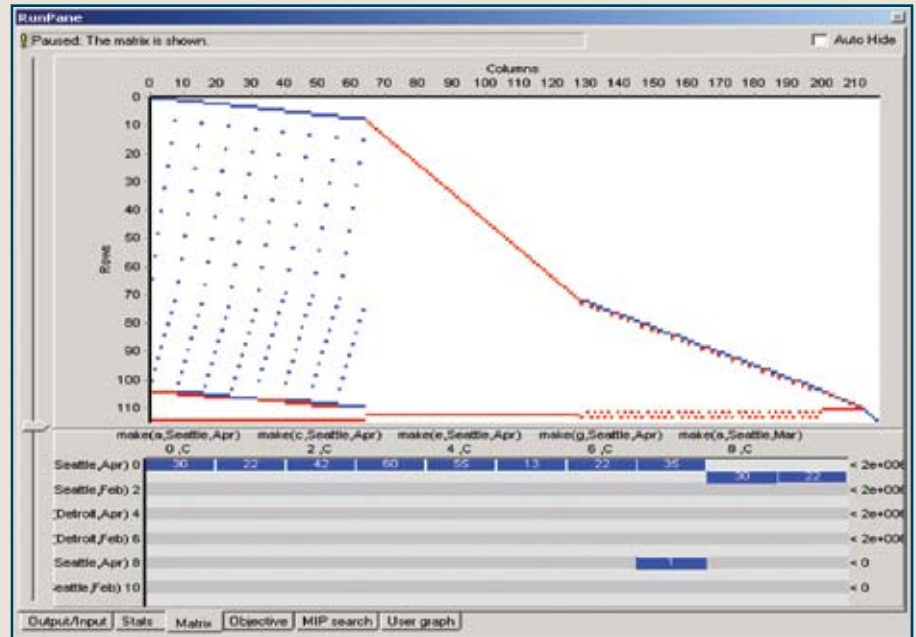 RunPane
Paused: The matrix is shown.
Auto Hide
Columns
0 10 20 30 40 50 60 70 80 90 100 110 120 130 140 150 160 170 180 190 200 210
0
10
20
30
40
50
60
70
80
90
100
110
Rows
make(a,Seattle,Apr) make(c,Seattle,Apr) make(e,Seattle,Apr) make(g,Seattle,Apr) make(a,Seattle,Mar)
0 ,C 2 ,C 4 ,C 6 ,C 8 ,C
Seattle,Apr) 0 30 22 42 60 55 13 22 35 < 2e+006
30 22
Seattle,Feb) 2 < 2e+006
Detroit,Apr) 4 < 2e+006
Detroit,Feb) 6 < 2e+006
Seattle,Apr) 8 1 < 0
eattle,Feb) 10 < 0
Output/Input Stats Matrix Objective MIP search User graph